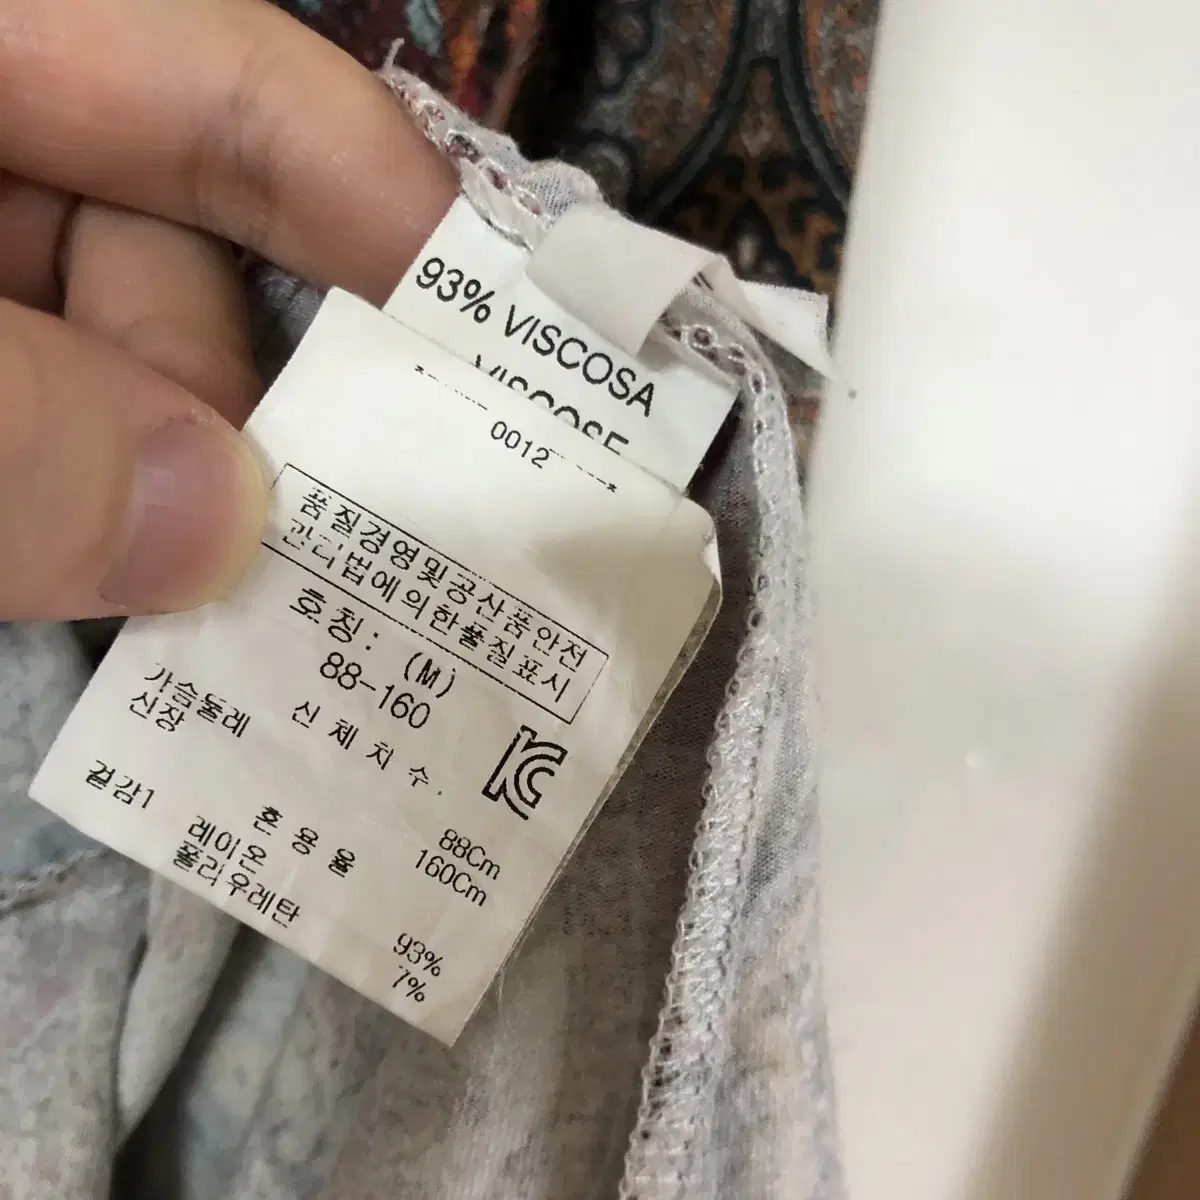 93% VISCOSA
VISCOSE
0012
품질경영및공산품안전
관리법에의한품질표시
호칭: (M)
88-160
신체치수.
가슴둘레 88Cm
신장 160Cm
혼용율
겉감1 레이온 93%
폴리우레탄 7%